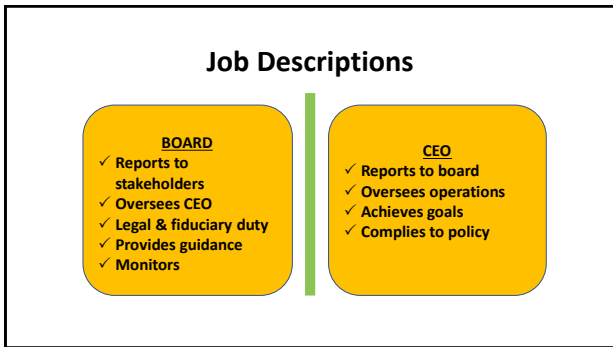 Job Descriptions
BOARD
✓ Reports to
stakeholders
✓ Oversees CEO
✓ Legal & fiduciary duty
✓ Provides guidance
✓ Monitors
CEO
✓ Reports to board
✓ Oversees operations
✓ Achieves goals
✓ Complies to policy